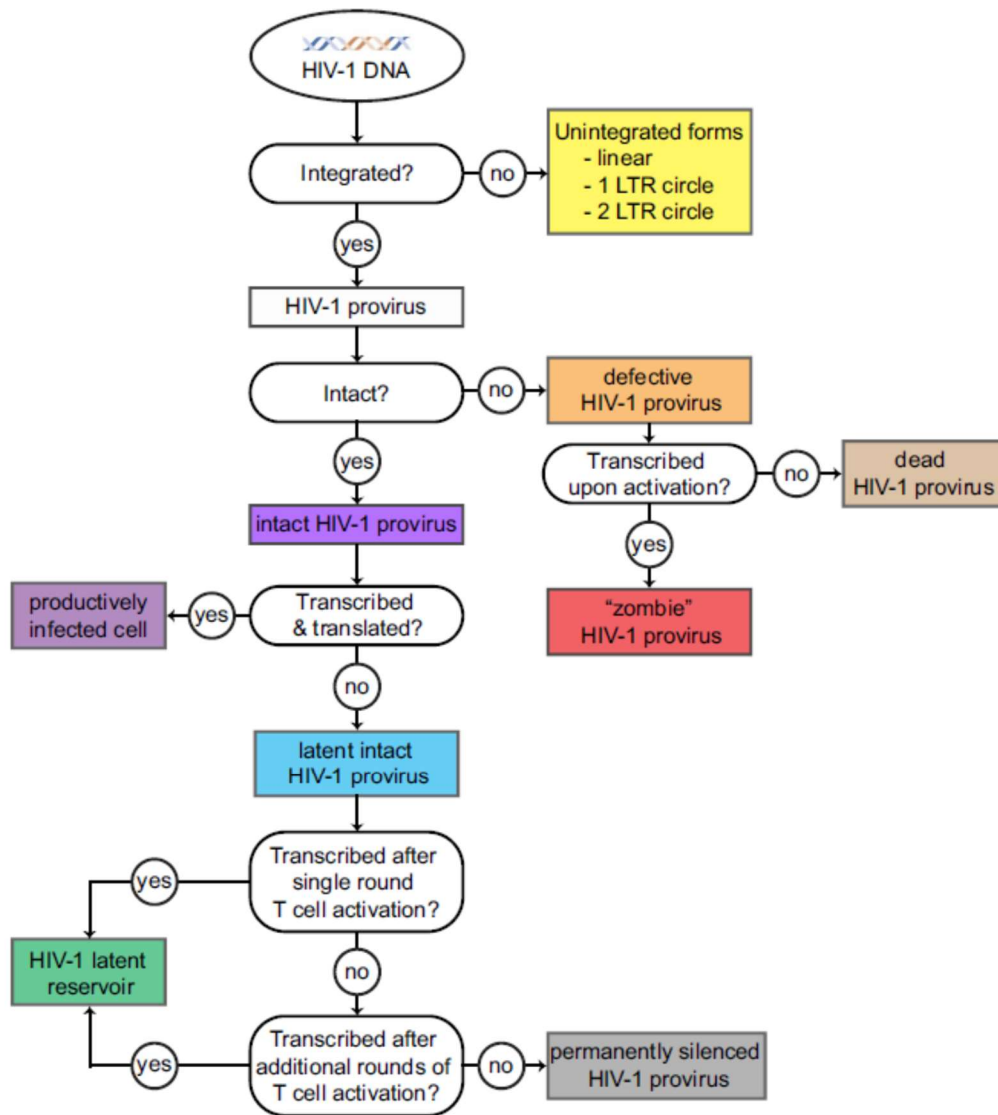 HIV-1 DNA
Integrated?
no
Unintegrated forms
- linear
- 1 LTR circle
- 2 LTR circle
yes
HIV-1 provirus
Intact?
no
defective
HIV-1 provirus
Transcribed
upon activation?
no
dead
HIV-1 provirus
yes
"zombie"
HIV-1 provirus
yes
intact HIV-1 provirus
Transcribed
& translated?
yes
productively
infected cell
no
latent intact
HIV-1 provirus
Transcribed after
single round
T cell activation?
yes
HIV-1 latent
reservoir
no
Transcribed after
additional rounds of
T cell activation?
yes
no
permanently silenced
HIV-1 provirus